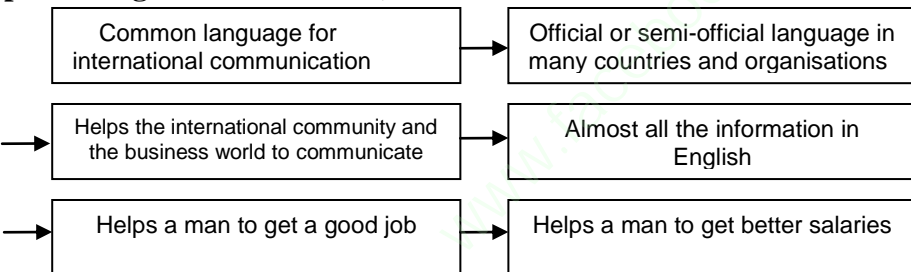 Common language for
international communication
Official or semi-official language in
many countries and organisations
Helps the international community and
the business world to communicate
Almost all the information in
English
Helps a man to get a good job
Helps a man to get better salaries